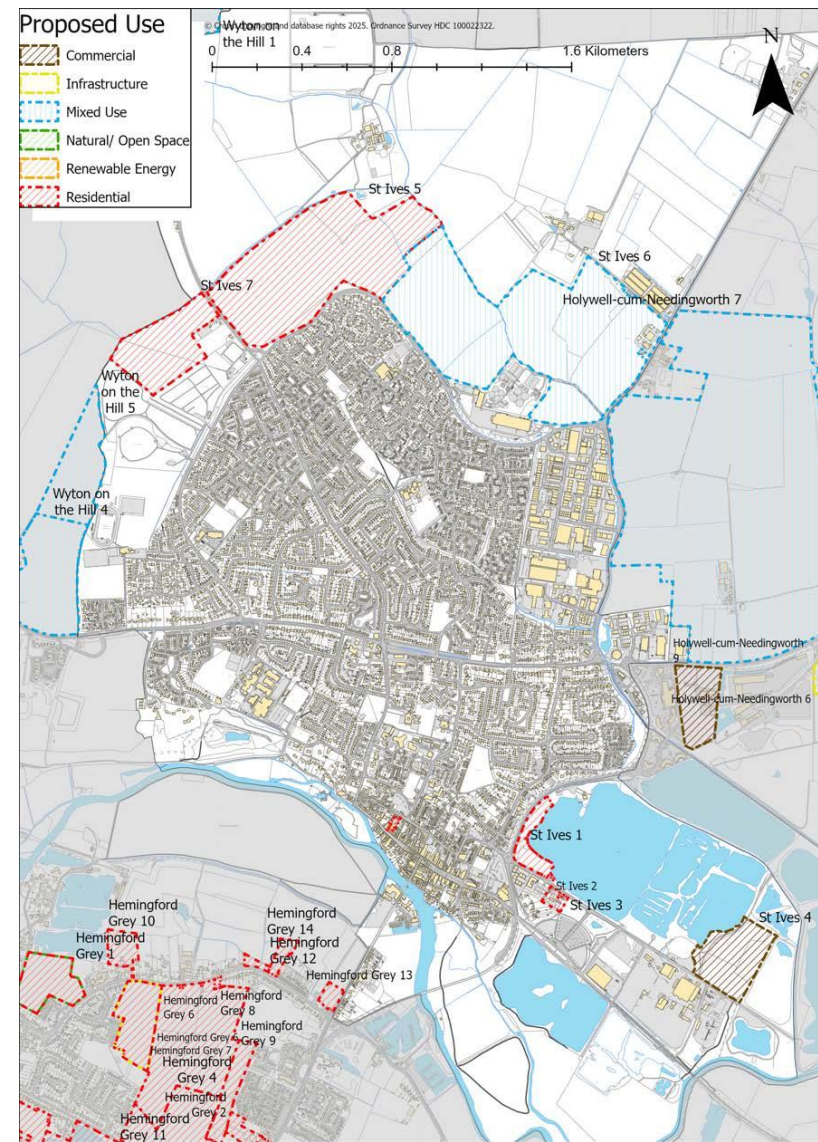 Proposed Use
Commercial
Infrastructure
Mixed Use
Natural/ Open Space
Renewable Energy
Residential
database rights 2025. Ordnance Survey HDC 100022322.
Wyton on
the Hill 1
0 0.4 0.8 1.6 Kilometers
N
St Ives 5
St Ives 6
St Ives 7
Holywell-cum-Needingworth 7
Wyton
on the
Hill 5
Wyton on
the Hill 4
Holywell-cum-Needingworth
9
Holywell-cum-Needingworth 6
St Ives 1
St Ives 2
St Ives 3
St Ives 4
Hemingford
Grey 10
Hemingford
Grey 1
Hemingford
Grey 14
Hemingford
Grey 12
Hemingford Grey 13
Hemingford
Grey 6
Hemingford
Grey 8
Hemingford
Grey 9
Hemingford Grey
Hemingford Grey 7
Hemingford
Grey 4
Hemingford
Grey 2
Hemingford
Grey 11